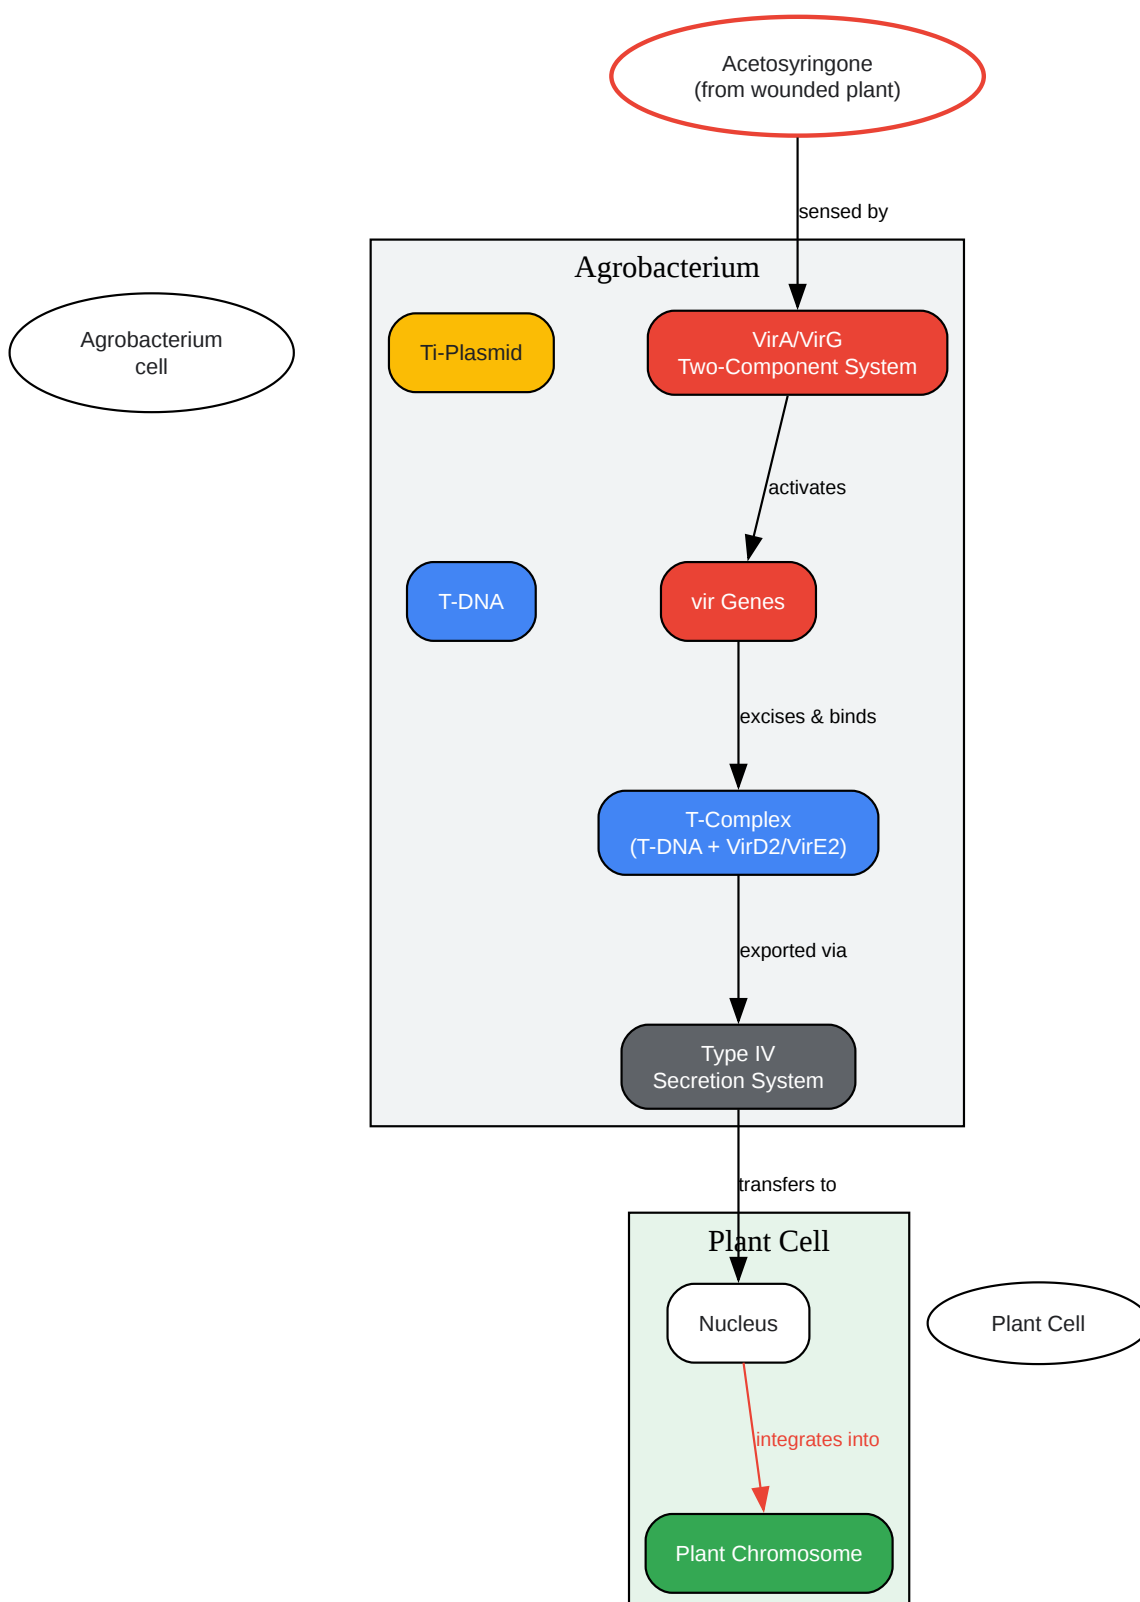 Acetosyringone
(from wounded plant)
sensed by
Agrobacterium
Agrobacterium
cell
Ti-Plasmid
VirA/VirG
Two-Component System
activates
T-DNA
vir Genes
excises & binds
T-Complex
(T-DNA + VirD2/VirE2)
exported via
Type IV
Secretion System
transfers to
Plant Cell
Nucleus
Plant Cell
integrates into
Plant Chromosome